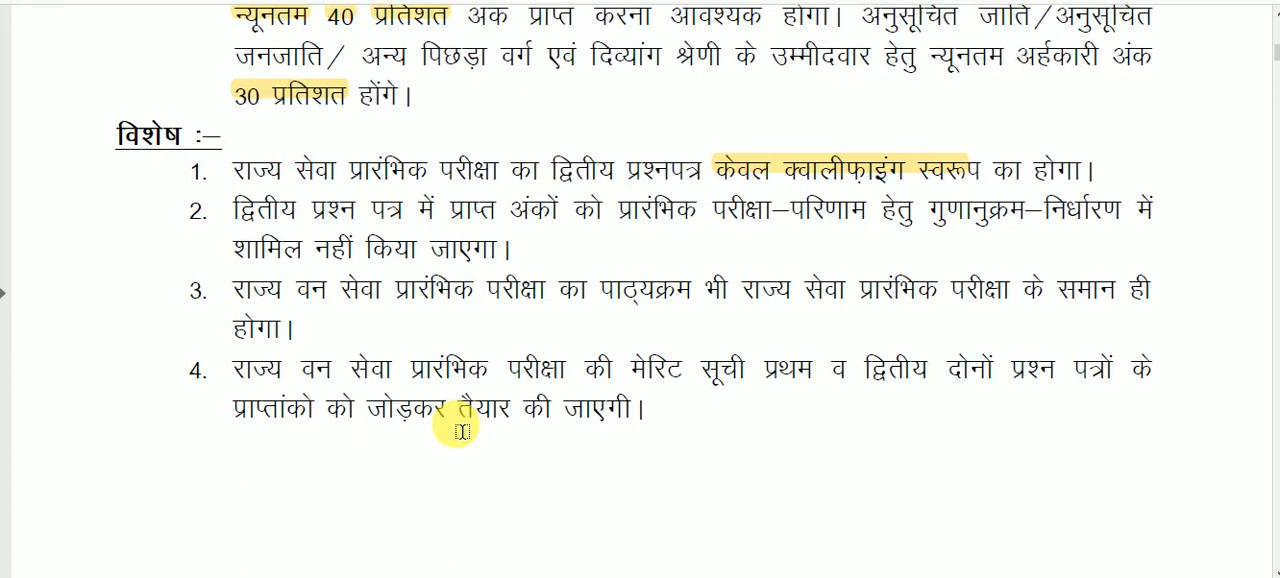 न्यूनतम 40 प्रतिशत अंक प्राप्त करना आवश्यक होगा। अनुसूचित जाति/अनुसूचित
जनजाति/ अन्य पिछड़ा वर्ग एवं दिव्यांग श्रेणी के उम्मीदवार हेतु न्यूनतम अर्हकारी अंक
30 प्रतिशत होंगे।
विशेष :–
1. राज्य सेवा प्रारंभिक परीक्षा का द्वितीय प्रश्नपत्र केवल क्वालीफ़ाइंग स्वरूप का होगा।
2. द्वितीय प्रश्न पत्र में प्राप्त अंकों को प्रारंभिक परीक्षा–परिणाम हेतु गुणानुक्रम–निर्धारण में
शामिल नहीं किया जाएगा।
3. राज्य वन सेवा प्रारंभिक परीक्षा का पाठ्यक्रम भी राज्य सेवा प्रारंभिक परीक्षा के समान ही
होगा।
4. राज्य वन सेवा प्रारंभिक परीक्षा की मेरिट सूची प्रथम व द्वितीय दोनों प्रश्न पत्रों के
प्राप्तांको को जोड़कर तैयार की जाएगी।